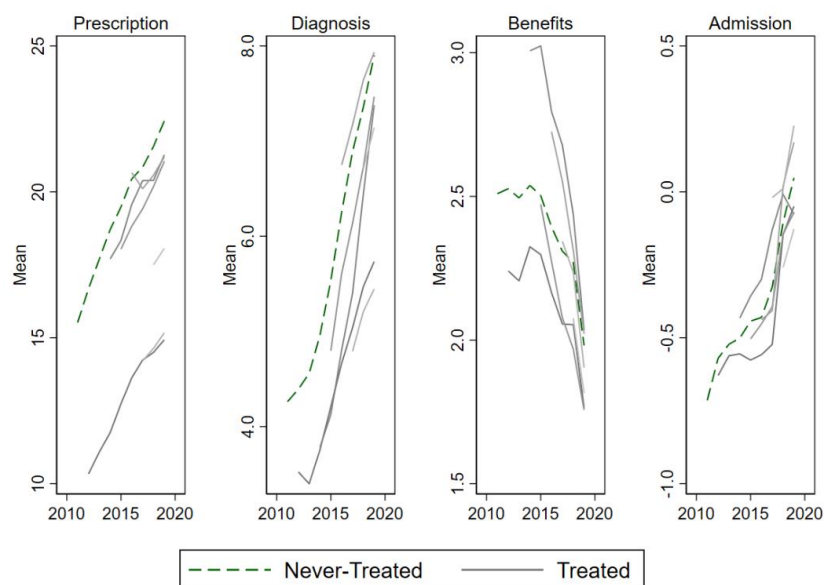 Prescription
Mean
25
20
15
10
2010 2015 2020
Diagnosis
Mean
8.0
6.0
4.0
2010 2015 2020
Benefits
Mean
3.0
2.5
2.0
1.5
2010 2015 2020
Admission
Mean
0.5
0.0
-0.5
-1.0
2010 2015 2020
Never-Treated Treated